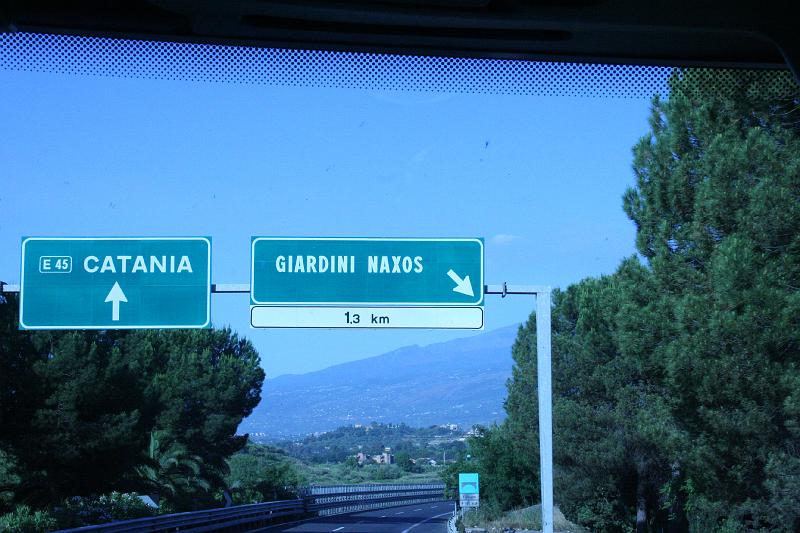 E 45 CATANIA
GIARDINI NAXOS
1,3 km